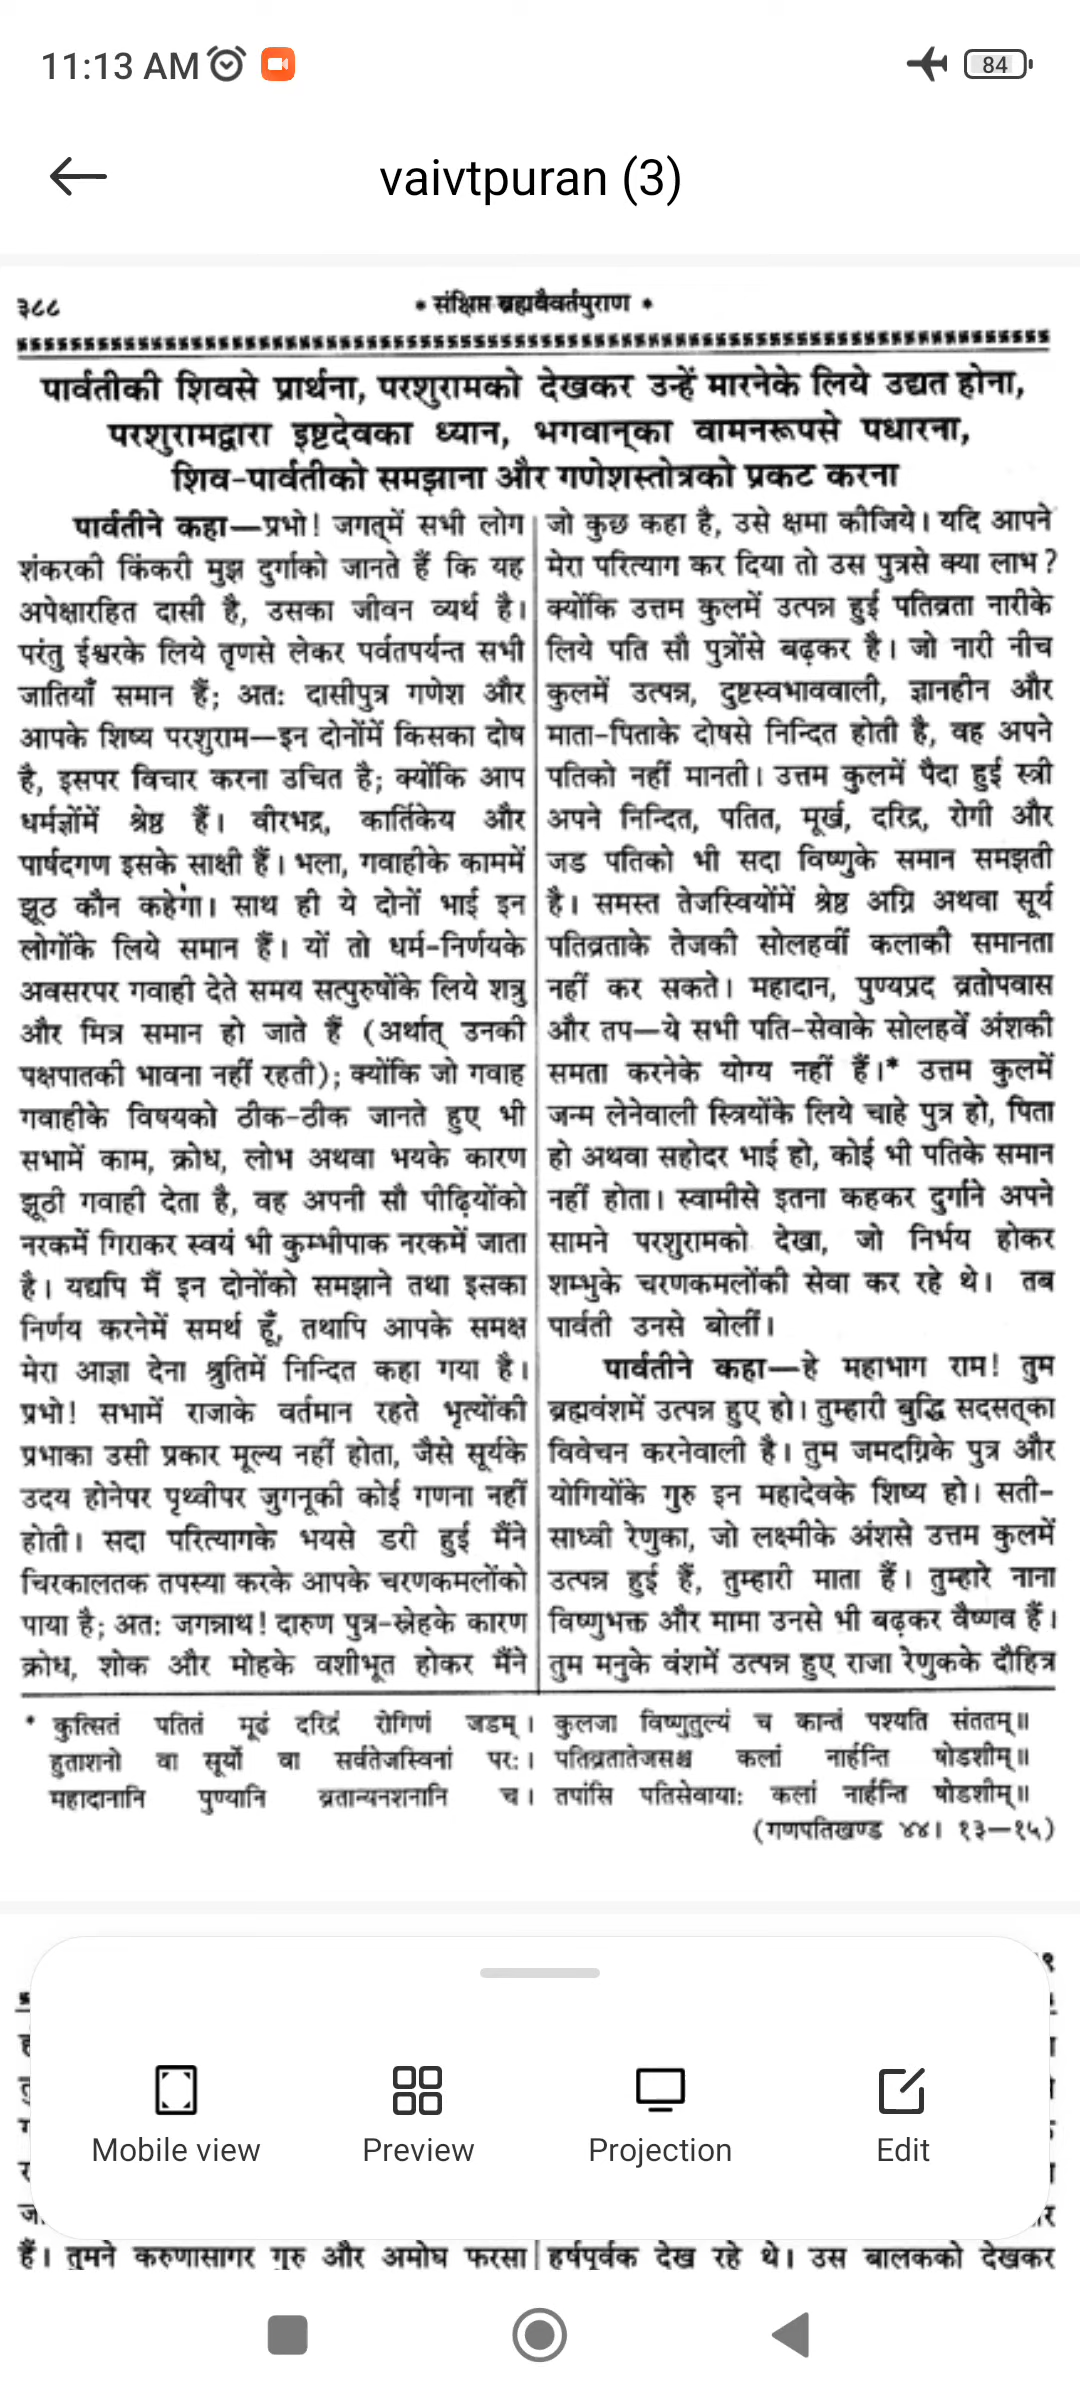 11:13 AM
84
vaivtpuran (3)
३८८
* संक्षिप्त ब्रह्मवैवर्तपुराण *
पार्वतीकी शिवसे प्रार्थना, परशुरामको देखकर उन्हें मारनेके लिये उद्यत होना,
परशुरामद्वारा इष्टदेवका ध्यान, भगवान्‌का वामनरूपसे पधारना,
शिव-पार्वतीको समझाना और गणेशस्तोत्रको प्रकट करना
पार्वतीने कहा—प्रभो! जगत्‌में सभी लोग
शंकरकी किंकरी मुझ दुर्गाको जानते हैं कि यह
अपेक्षारहित दासी है, उसका जीवन व्यर्थ है।
परंतु ईश्वरके लिये तृणसे लेकर पर्वतपर्यन्त सभी
जातियाँ समान हैं; अतः दासीपुत्र गणेश और
आपके शिष्य परशुराम—इन दोनोंमें किसका दोष
है, इसपर विचार करना उचित है; क्योंकि आप
धर्मज्ञोंमें श्रेष्ठ हैं। वीरभद्र, कार्तिकेय और
पार्षदगण इसके साक्षी हैं। भला, गवाहीके काममें
झूठ कौन कहेगा। साथ ही ये दोनों भाई इन
लोगोंके लिये समान हैं। यों तो धर्म-निर्णयके
अवसरपर गवाही देते समय सत्पुरुषोंके लिये शत्रु
और मित्र समान हो जाते हैं (अर्थात् उनकी
पक्षपातकी भावना नहीं रहती); क्योंकि जो गवाह
गवाहीके विषयको ठीक-ठीक जानते हुए भी
सभामें काम, क्रोध, लोभ अथवा भयके कारण
झूठी गवाही देता है, वह अपनी सौ पीढ़ियोंको
नरकमें गिराकर स्वयं भी कुम्भीपाक नरकमें जाता
है। यद्यपि मैं इन दोनोंको समझाने तथा इसका
निर्णय करनेमें समर्थ हूँ, तथापि आपके समक्ष
मेरा आज्ञा देना श्रुतिमें निन्दित कहा गया है।
प्रभो! सभामें राजाके वर्तमान रहते भृत्योंकी
प्रभाका उसी प्रकार मूल्य नहीं होता, जैसे सूर्यके
उदय होनेपर पृथ्वीपर जुगनूकी कोई गणना नहीं
होती। सदा परित्यागके भयसे डरी हुई मैंने
चिरकालतक तपस्या करके आपके चरणकमलोंको
पाया है; अतः जगन्नाथ! दारुण पुत्र-स्नेहके कारण
क्रोध, शोक और मोहके वशीभूत होकर मैंने
जो कुछ कहा है, उसे क्षमा कीजिये। यदि आपने
मेरा परित्याग कर दिया तो उस पुत्रसे क्या लाभ?
क्योंकि उत्तम कुलमें उत्पन्न हुई पतिव्रता नारीके
लिये पति सौ पुत्रोंसे बढ़कर है। जो नारी नीच
कुलमें उत्पन्न, दुष्टस्वभाववाली, ज्ञानहीन और
माता-पिताके दोषसे निन्दित होती है, वह अपने
पतिको नहीं मानती। उत्तम कुलमें पैदा हुई स्त्री
अपने निन्दित, पतित, मूर्ख, दरिद्र, रोगी और
जड पतिको भी सदा विष्णुके समान समझती
है। समस्त तेजस्वियोंमें श्रेष्ठ अग्नि अथवा सूर्य
पतिव्रताके तेजकी सोलहवीं कलाकी समानता
नहीं कर सकते। महादान, पुण्यप्रद व्रतोपवास
और तप—ये सभी पति-सेवाके सोलहवें अंशकी
समता करनेके योग्य नहीं हैं।* उत्तम कुलमें
जन्म लेनेवाली स्त्रियोंके लिये चाहे पुत्र हो, पिता
हो अथवा सहोदर भाई हो, कोई भी पतिके समान
नहीं होता। स्वामीसे इतना कहकर दुर्गाने अपने
सामने परशुरामको देखा, जो निर्भय होकर
शम्भुके चरणकमलोंकी सेवा कर रहे थे। तब
पार्वती उनसे बोलीं।
पार्वतीने कहा—हे महाभाग राम! तुम
ब्रह्मवंशमें उत्पन्न हुए हो। तुम्हारी बुद्धि सदसत्‌का
विवेचन करनेवाली है। तुम जमदग्निके पुत्र और
योगियोंके गुरु इन महादेवके शिष्य हो। सती-
साध्वी रेणुका, जो लक्ष्मीके अंशसे उत्तम कुलमें
उत्पन्न हुई हैं, तुम्हारी माता हैं। तुम्हारे नाना
विष्णुभक्त और मामा उनसे भी बढ़कर वैष्णव हैं।
तुम मनुके वंशमें उत्पन्न हुए राजा रेणुकके दौहित्र
* कुत्सितं पतितं मूढं दरिद्रं रोगिणं जडम्। कुलजा विष्णुतुल्यं च कान्तं पश्यति संततम्॥
हुताशनो वा सूर्यो वा सर्वतेजस्विनां परः। पतिव्रतातेजसश्च कलां नार्हन्ति षोडशीम्॥
महादानानि पुण्यानि व्रतान्यनशनानि च। तपांसि पतिसेवायाः कलां नार्हन्ति षोडशीम्॥
(गणपतिखण्ड ४४। १३—१५)
Mobile view
Preview
Projection
Edit
हैं। तुमने करुणासागर गुरु और अमोघ फरसा
हर्षपूर्वक देख रहे थे। उस बालकको देखकर